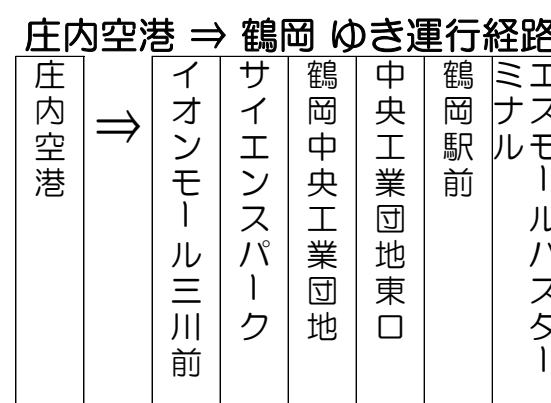 庄内空港 ⇒ 鶴岡 ゆき運行経路
庄内空港
⇒
イオンモール三川前
サイエンスパーク
鶴岡中央工業団地
中央工業団地東口
鶴岡駅前
エスモールバスター
ミナル